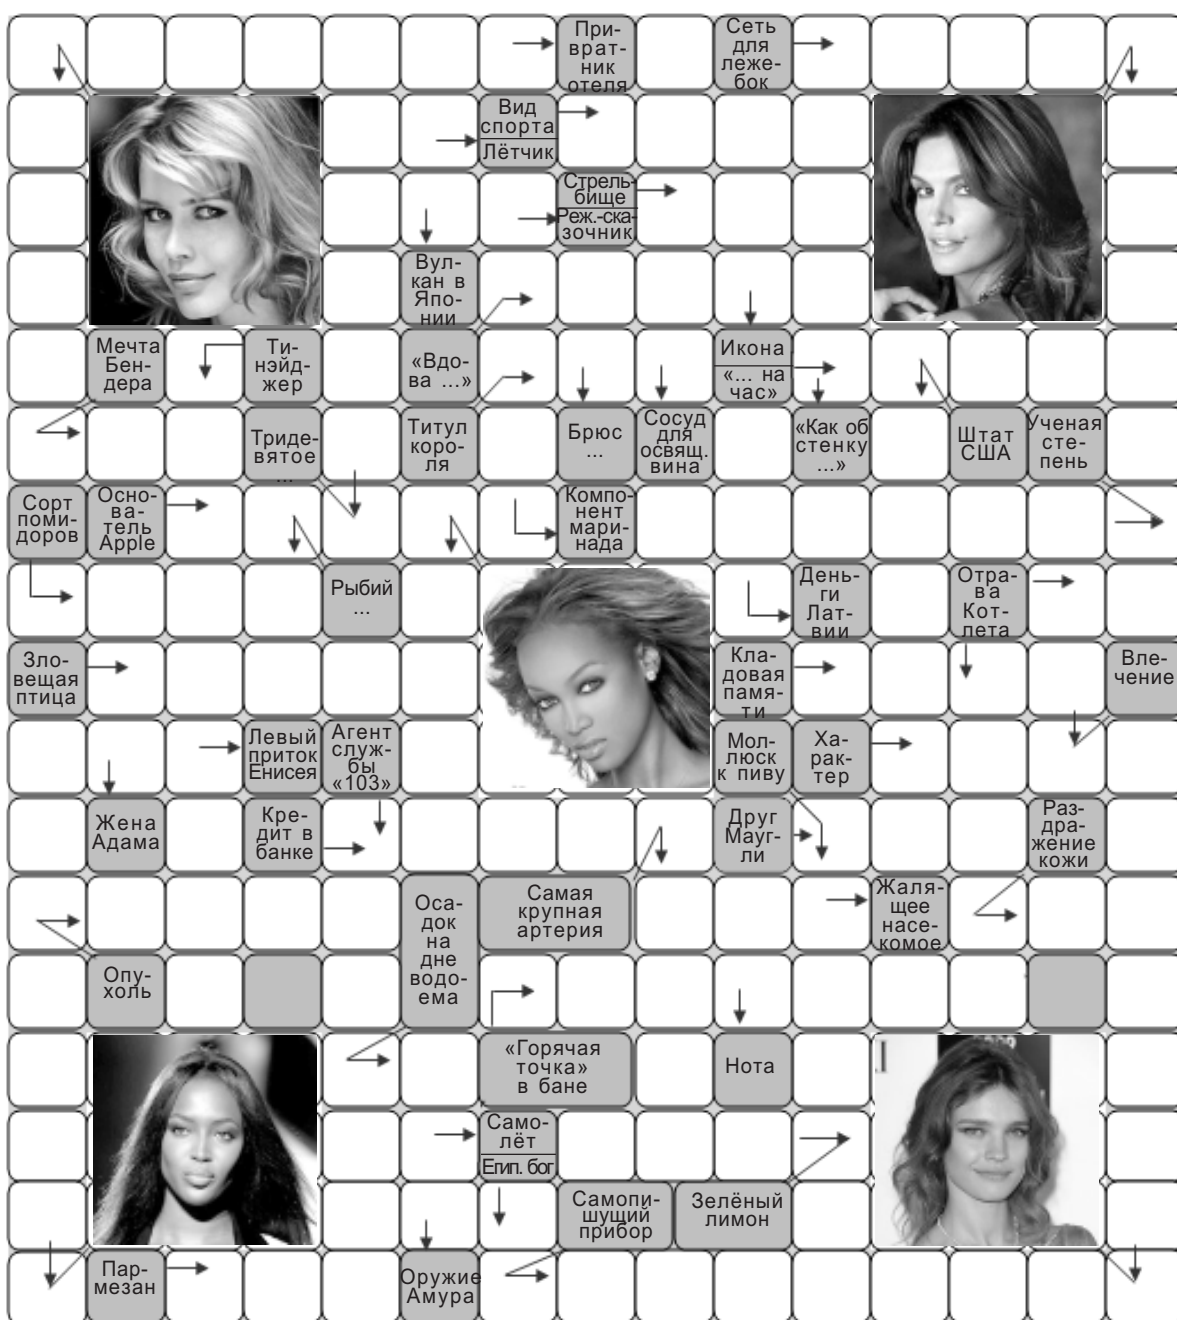 При-
врат-
ник
отеля
Сеть
для
леже-
бок
Вид
спорта
Лётчик
Стрель-
бище
Реж.-ска-
зочник
Вул-
кан в
Япо-
нии
Мечта
Бен-
дера
Ти-
нэйд-
жер
«Вдо-
ва ...»
Икона
«... на
час»
Триде-
вятое
...
Титул
коро-
ля
Брюс
...
Сосуд
для
освящ.
вина
«Как об
стенку
...»
Штат
США
Ученая
сте-
пень
Сорт
поми-
доров
Осно-
ва-
тель
Apple
Компо-
нент
мари-
нада
Рыбий
...
День-
ги
Лат-
вии
Отра-
ва
Кот-
лета
Зло-
вещая
птица
Кла-
довая
памя-
ти
Вле-
чение
Левый
приток
Енисея
Агент
служ-
бы
«103»
Мол-
люск
к пиву
Ха-
рак-
тер
Жена
Адама
Кре-
дит в
банке
Друг
Мауг-
ли
Раз-
дра-
жение
кожи
Оса-
док
на
дне
водо-
ема
Самая
крупная
артерия
Жаля-
щее
насе-
комое
Опу-
холь
«Горячая
точка»
в бане
Нота
Само-
лёт
Егип. бог
Самопи-
шущий
прибор
Зелёный
лимон
Пар-
мезан
Оружие
Амура